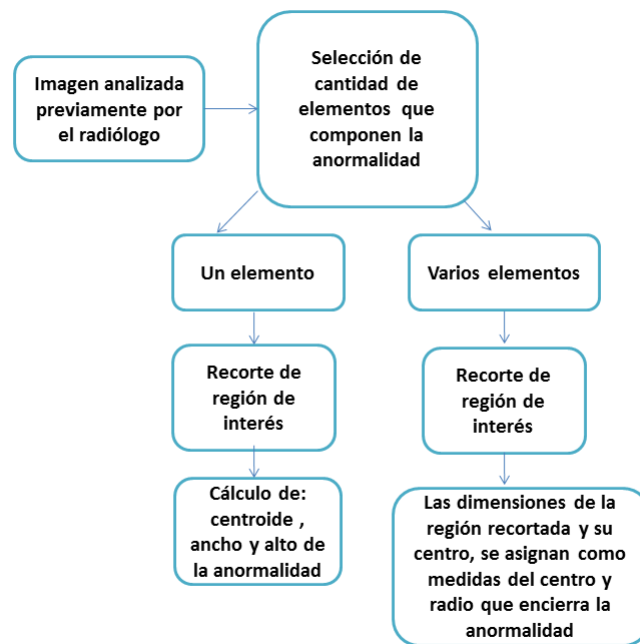 Imagen analizada
previamente por
el radiólogo
Selección de
cantidad de
elementos que
componen la
anormalidad
Un elemento
Varios elementos
Recorte de
región de
interés
Recorte de
región de
interés
Cálculo de:
centroide ,
ancho y alto de
la anormalidad
Las dimensiones de la
región recortada y su
centro, se asignan como
medidas del centro y
radio que encierra la
anormalidad